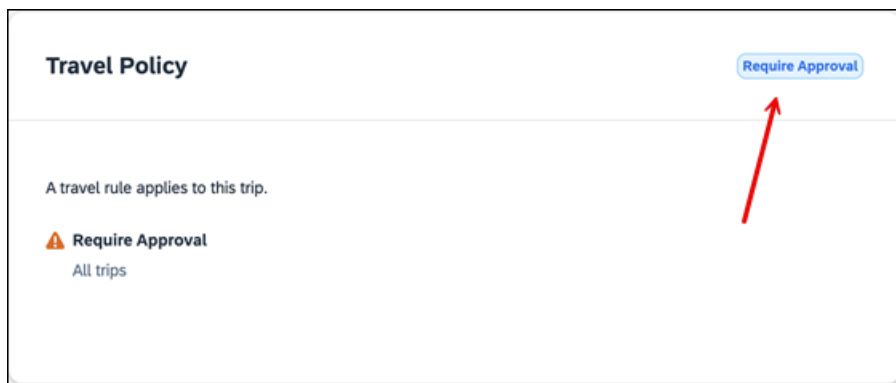 Travel Policy
Require Approval
A travel rule applies to this trip.
Require Approval
All trips